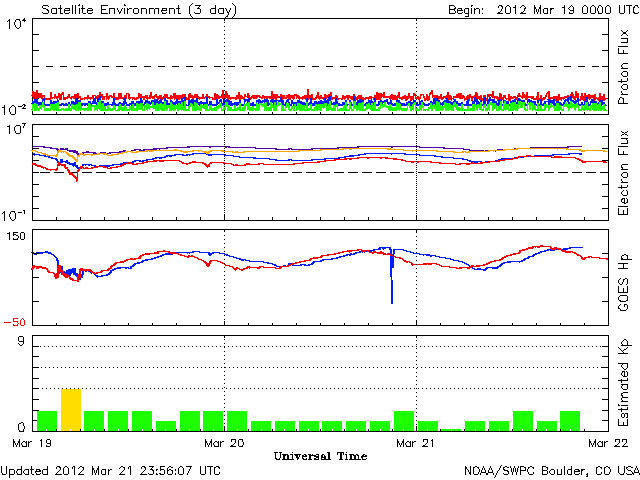 Satellite Environment (3 day) Begin: 2012 Mar 19 0000 UTC
10⁴
10⁻²
Proton Flux
10⁷
10⁻¹
Electron Flux
150
-50
GOES Hp
9
0
Estimated Kp
Mar 19 Mar 20 Mar 21 Mar 22
Universal Time
Updated 2012 Mar 21 23:56:07 UTC NOAA/SWPC Boulder, CO USA